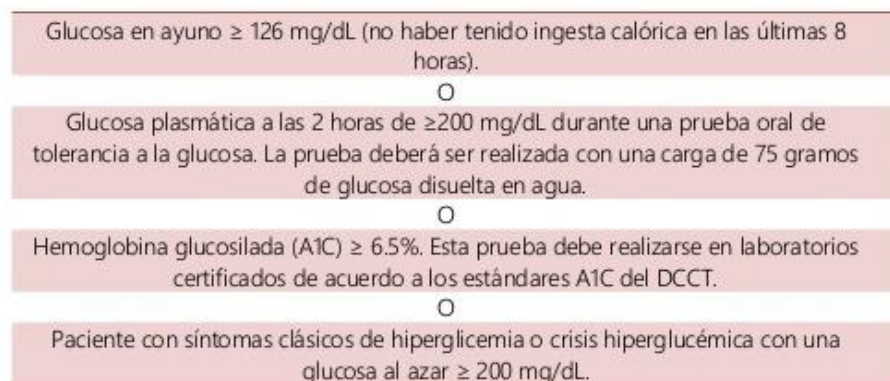 Glucosa en ayuno ≥ 126 mg/dL (no haber tenido ingesta calórica en las últimas 8
horas).
O
Glucosa plasmática a las 2 horas de ≥200 mg/dL durante una prueba oral de
tolerancia a la glucosa. La prueba deberá ser realizada con una carga de 75 gramos
de glucosa disuelta en agua.
O
Hemoglobina glucosilada (A1C) ≥ 6.5%. Esta prueba debe realizarse en laboratorios
certificados de acuerdo a los estándares A1C del DCCT.
O
Paciente con síntomas clásicos de hiperglicemia o crisis hiperglucémica con una
glucosa al azar ≥ 200 mg/dL.